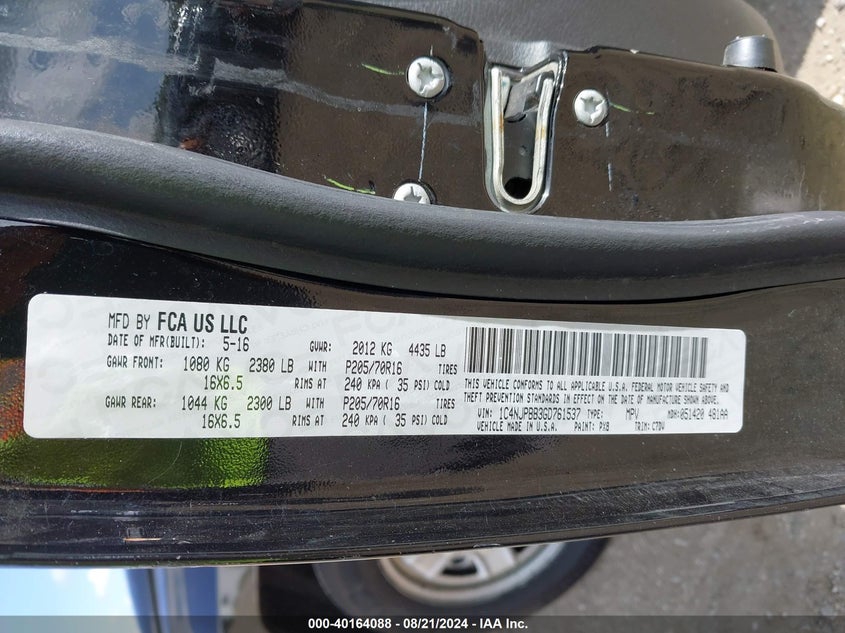 MFD BY FCA US LLC
DATE OF MFR(BUILT): 5-16 GVWR: 2012 KG 4435 LB
GAWR FRONT: 1080 KG 2380 LB WITH P205/70R16 TIRES
16X6.5 RIMS AT 240 KPA ( 35 PSI) COLD
GAWR REAR: 1044 KG 2300 LB WITH P205/70R16 TIRES
16X6.5 RIMS AT 240 KPA ( 35 PSI) COLD
THIS VEHICLE CONFORMS TO ALL APPLICABLE U.S.A. FEDERAL MOTOR VEHICLE SAFETY AND
THEFT PREVENTION STANDARDS IN EFFECT ON THE DATE OF MANUFACTURE SHOWN ABOVE.
VIN: 1C4NJPBB3GD761537 TYPE: MPV MDH: 051420 481AA
VEHICLE MADE IN U.S.A. PAINT: PXB TRIM: C7DV
000-40164088 - 08/21/2024 - IAA Inc.